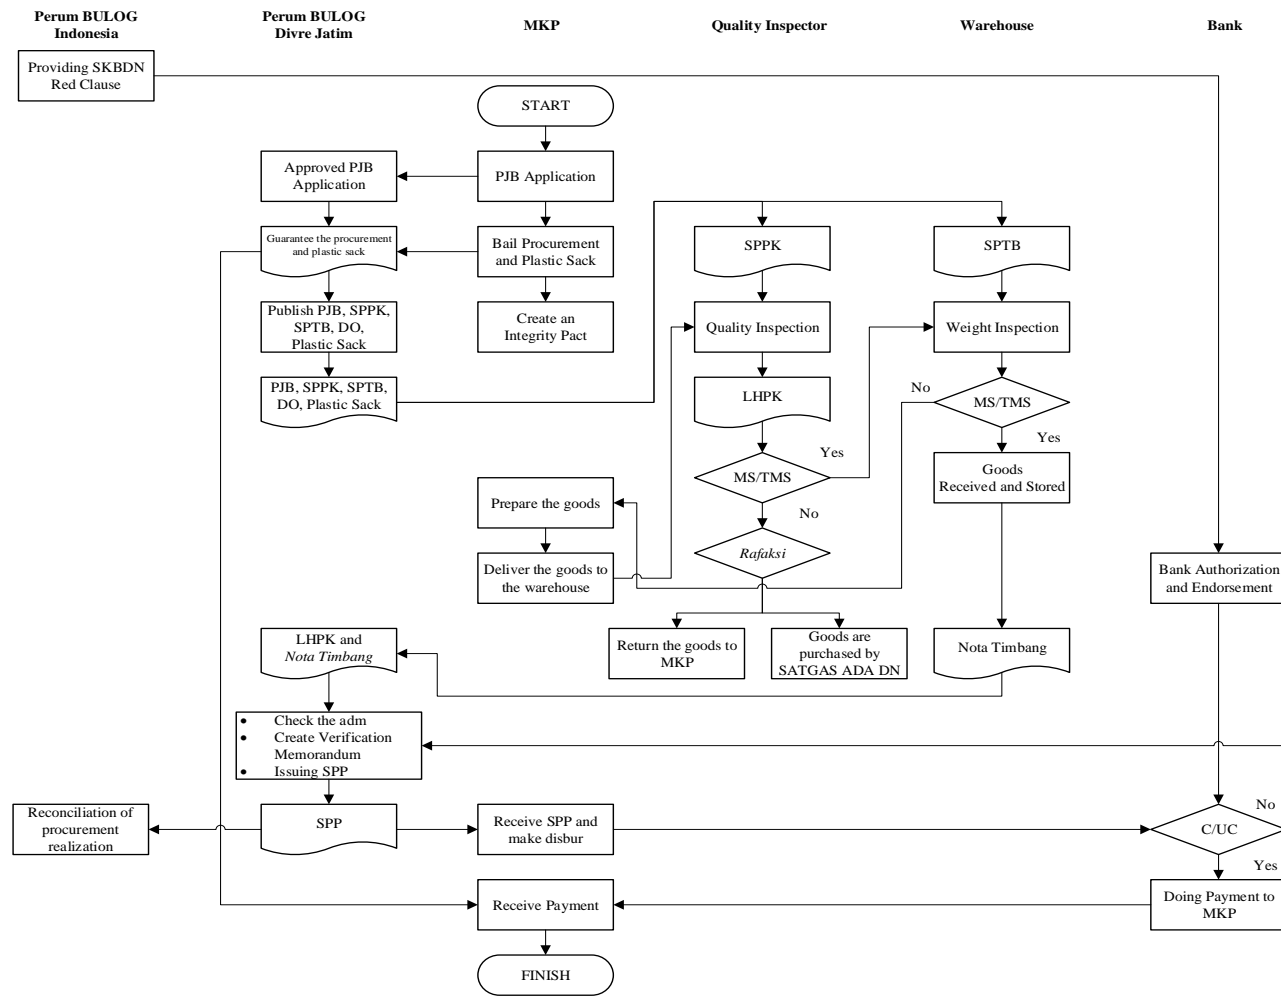 Perum BULOG
Indonesia
Perum BULOG
Divre Jatim
MKP
Quality Inspector
Warehouse
Bank
Providing SKBDN
Red Clause
START
Approved PJB
Application
PJB Application
Guarantee the procurement
and plastic sack
Bail Procurement
and Plastic Sack
SPPK
SPTB
Publish PJB, SPPK,
SPTB, DO,
Plastic Sack
Create an
Integrity Pact
Quality Inspection
Weight Inspection
PJB, SPPK, SPTB,
DO, Plastic Sack
LHPK
No
MS/TMS
Yes
Yes
MS/TMS
Goods
Received and Stored
Prepare the goods
No
Rafaksi
Deliver the goods to
the warehouse
Bank Authorization
and Endorsement
LHPK and
Nota Timbang
Return the goods to
MKP
Goods are
purchased by
SATGAS ADA DN
Nota Timbang
• Check the adm
• Create Verification
Memorandum
• Issuing SPP
Reconciliation of
procurement
realization
SPP
Receive SPP and
make disbur
No
C/UC
Yes
Receive Payment
Doing Payment to
MKP
FINISH